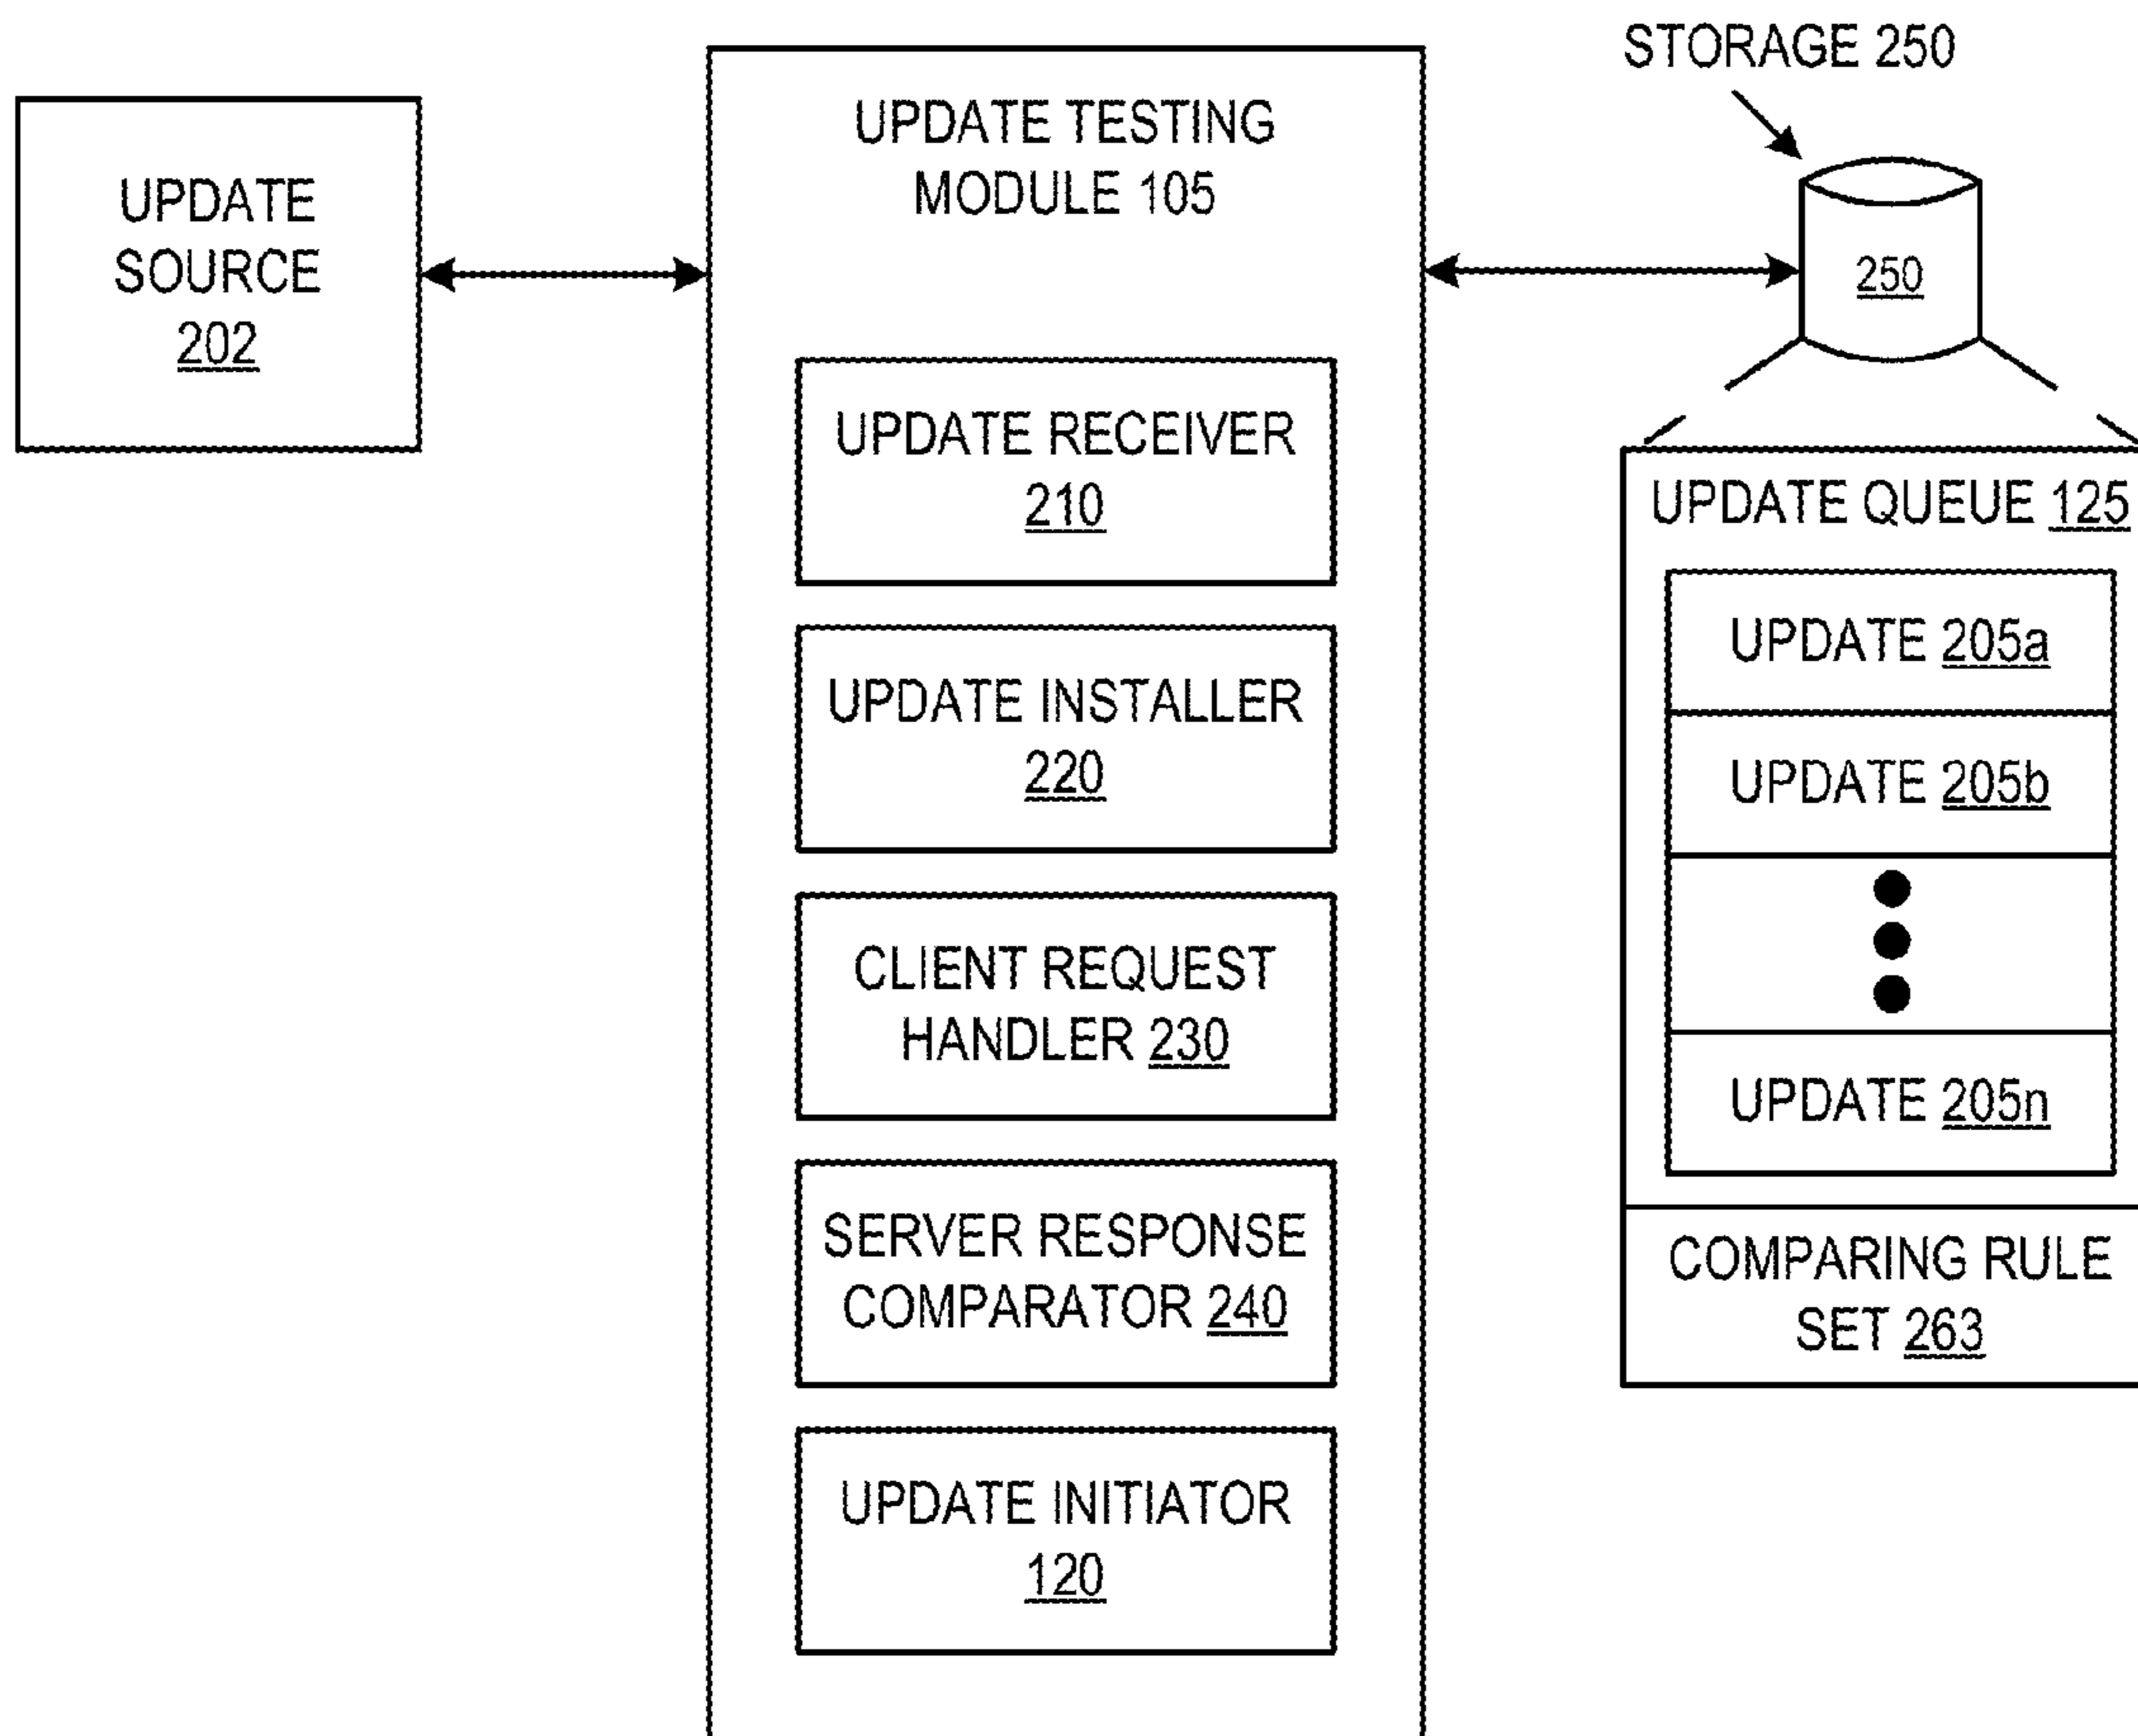 UPDATE
SOURCE
202
UPDATE TESTING
MODULE 105
UPDATE RECEIVER
210
UPDATE INSTALLER
220
CLIENT REQUEST
HANDLER 230
SERVER RESPONSE
COMPARATOR 240
UPDATE INITIATOR
120
STORAGE 250
250
UPDATE QUEUE 125
UPDATE 205a
UPDATE 205b
UPDATE 205n
COMPARING RULE
SET 263